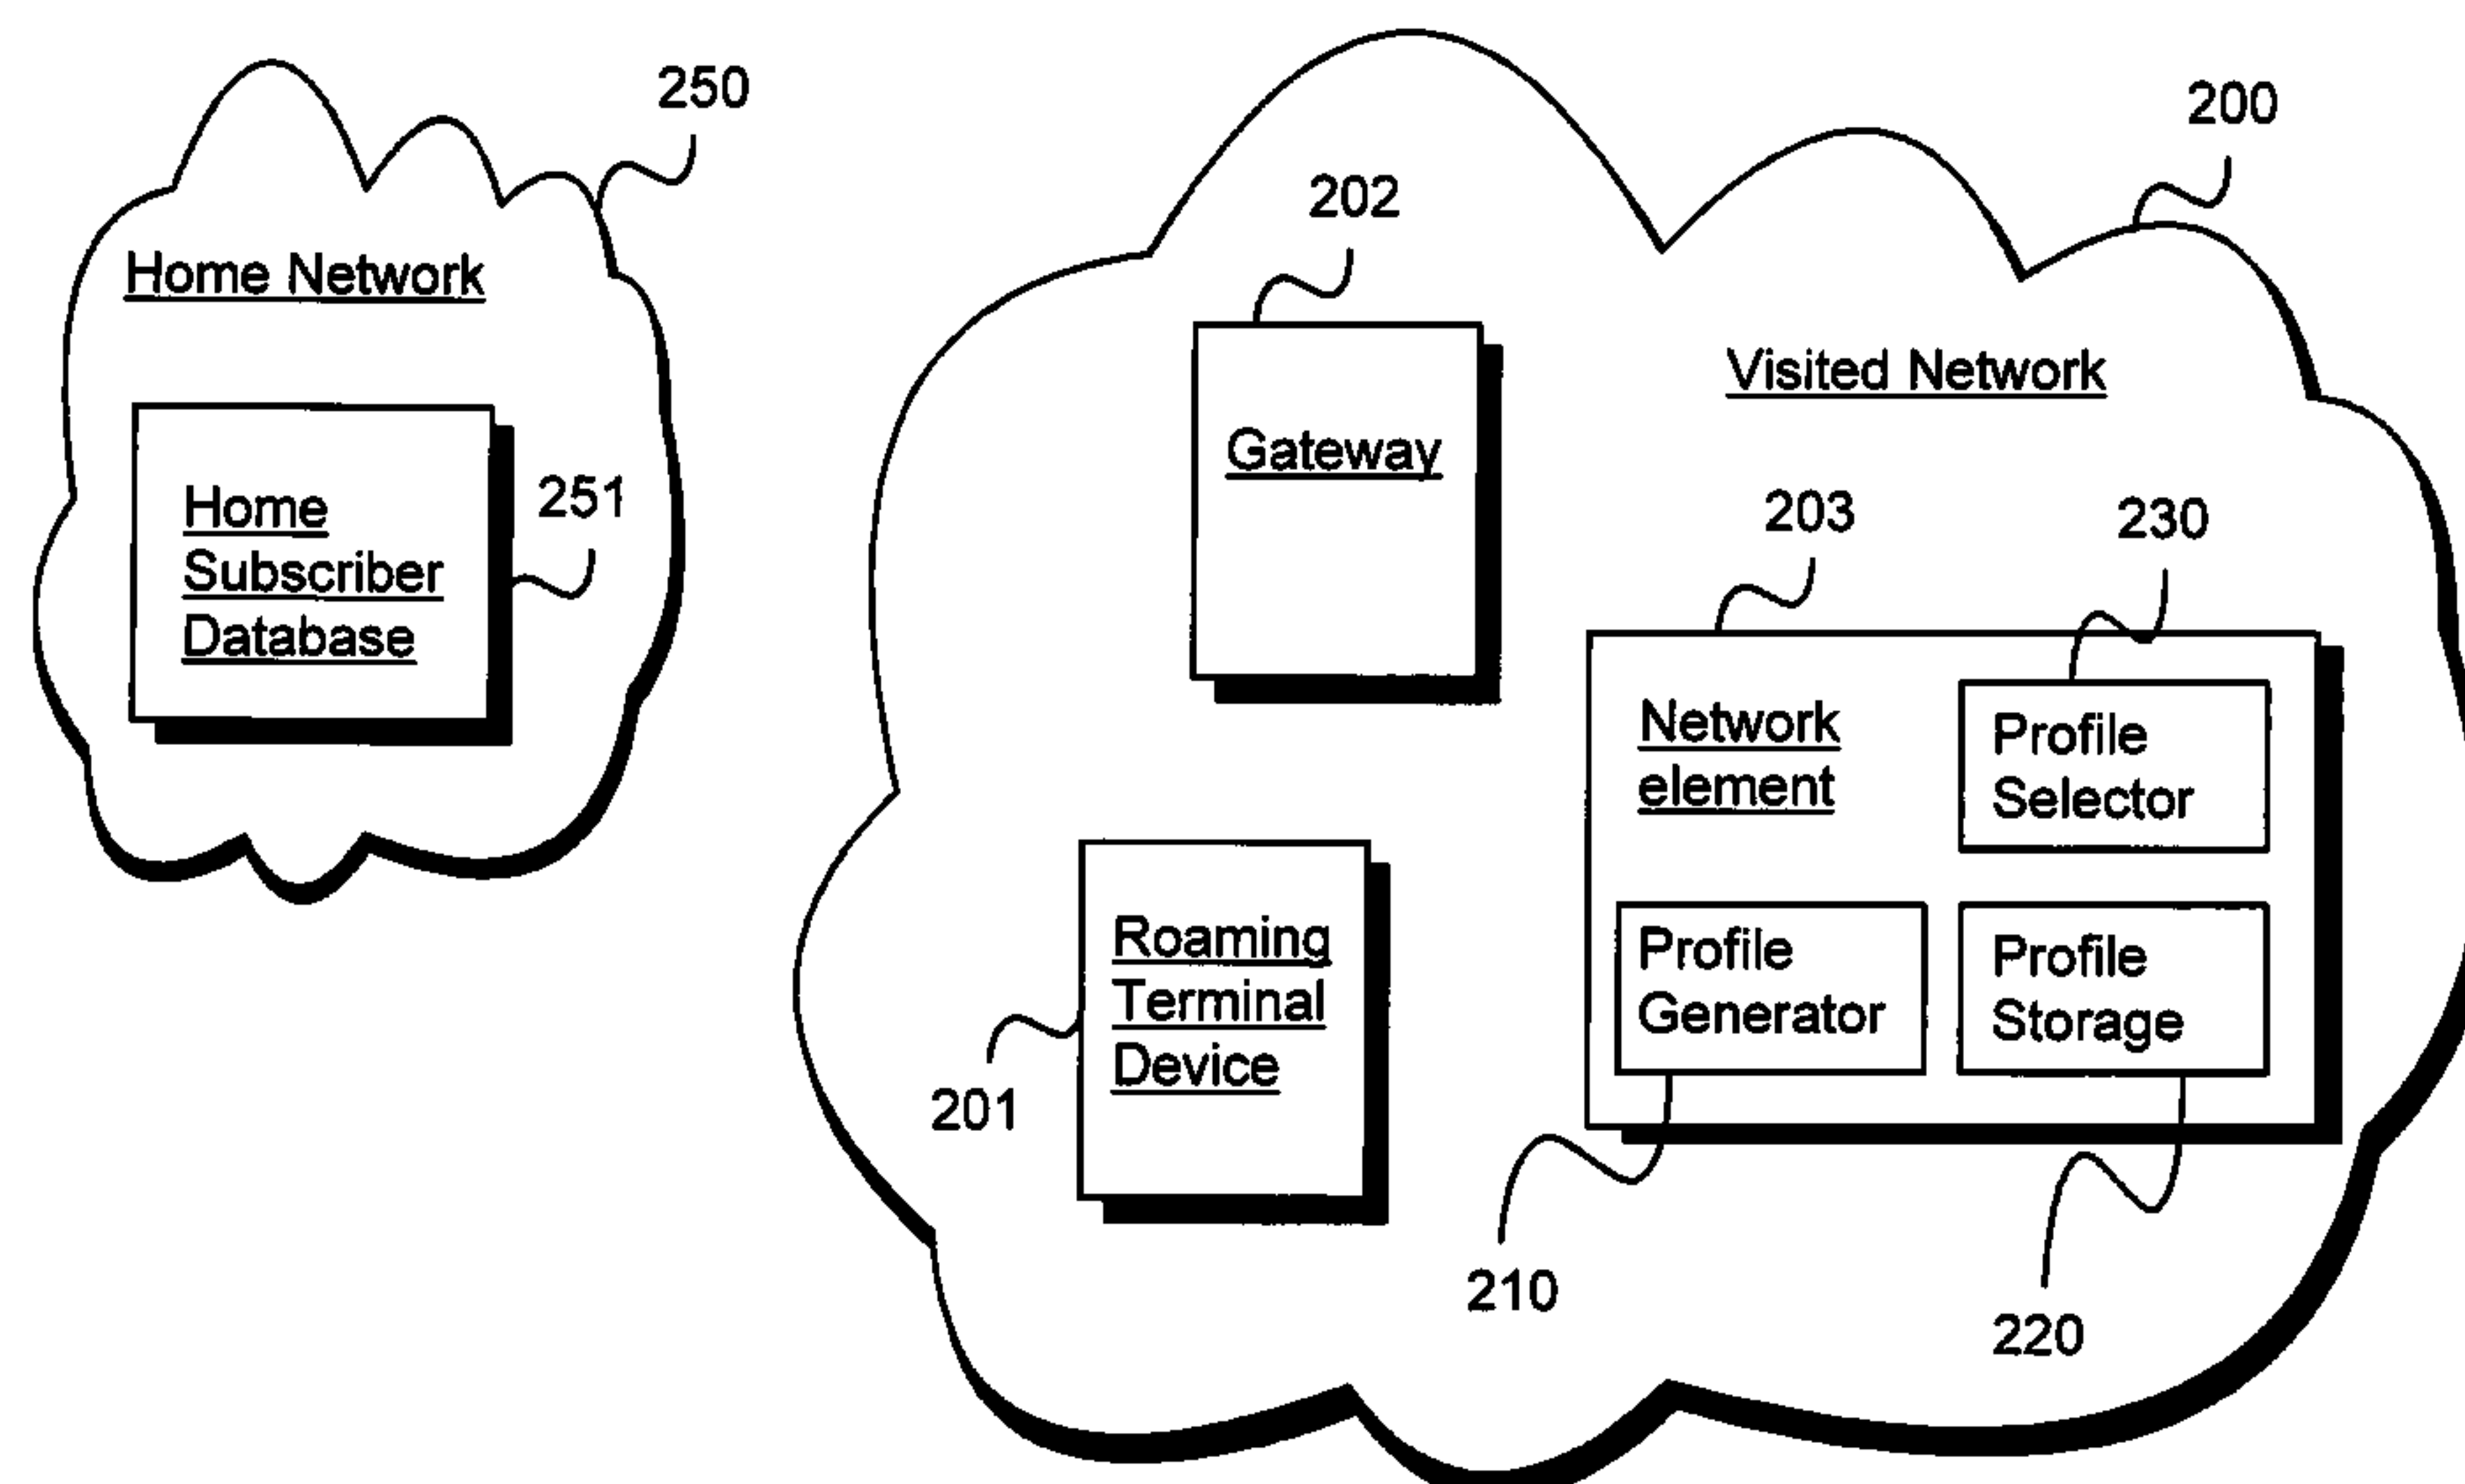 250
Home Network
251
Home
Subscriber
Database
200
Visited Network
202
Gateway
203
230
Network
element
Profile
Selector
Profile
Generator
Profile
Storage
Roaming
Terminal
Device
201
210
220